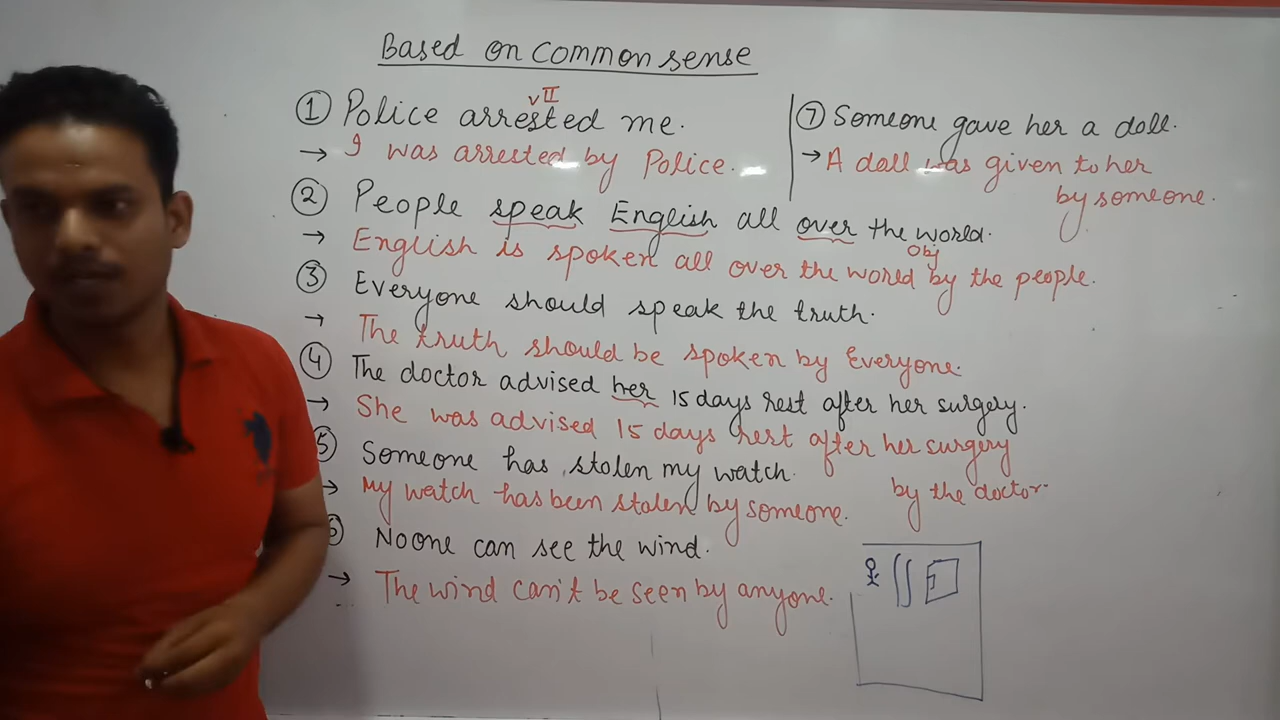 Based on Common sense
① Police arrested me.
V II
→ I was arrested by Police.
② People speak English all over the world.
→ English is spoken all over the world by the people.
Obj
③ Everyone should speak the truth.
→ The truth should be spoken by Everyone.
④ The doctor advised her 15 days rest after her surgery.
→ She was advised 15 days rest after her surgery
by the doctor.
5 Someone has stolen my watch.
→ My watch has been stolen by someone.
6 No one can see the wind.
→ The wind can't be seen by anyone.
⑦ Someone gave her a doll.
→ A doll was given to her
by someone.